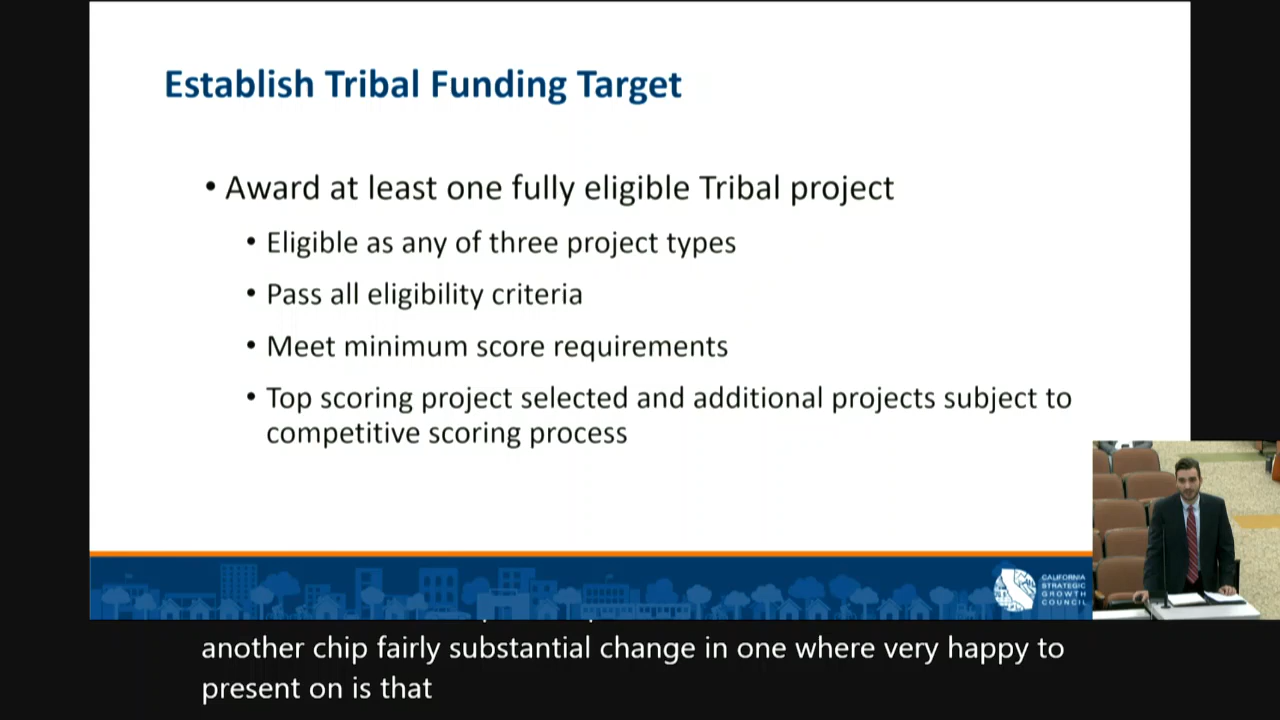 Establish Tribal Funding Target
• Award at least one fully eligible Tribal project
• Eligible as any of three project types
• Pass all eligibility criteria
• Meet minimum score requirements
• Top scoring project selected and additional projects subject to
competitive scoring process
CALIFORNIA
STRATEGIC
GROWTH
COUNCIL
another chip fairly substantial change in one where very happy to
present on is that